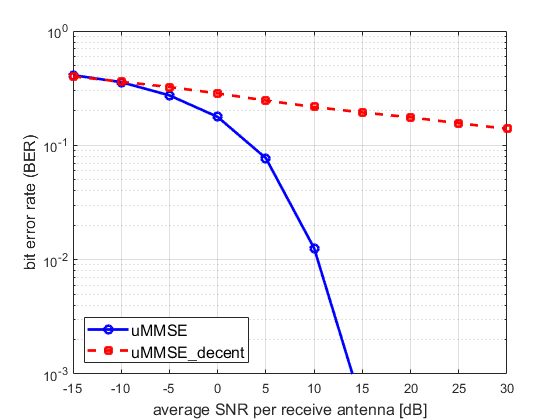 10^0
10^-1
10^-2
10^-3
bit error rate (BER)
uMMSE
uMMSE_decent
-15 -10 -5 0 5 10 15 20 25 30
average SNR per receive antenna [dB]